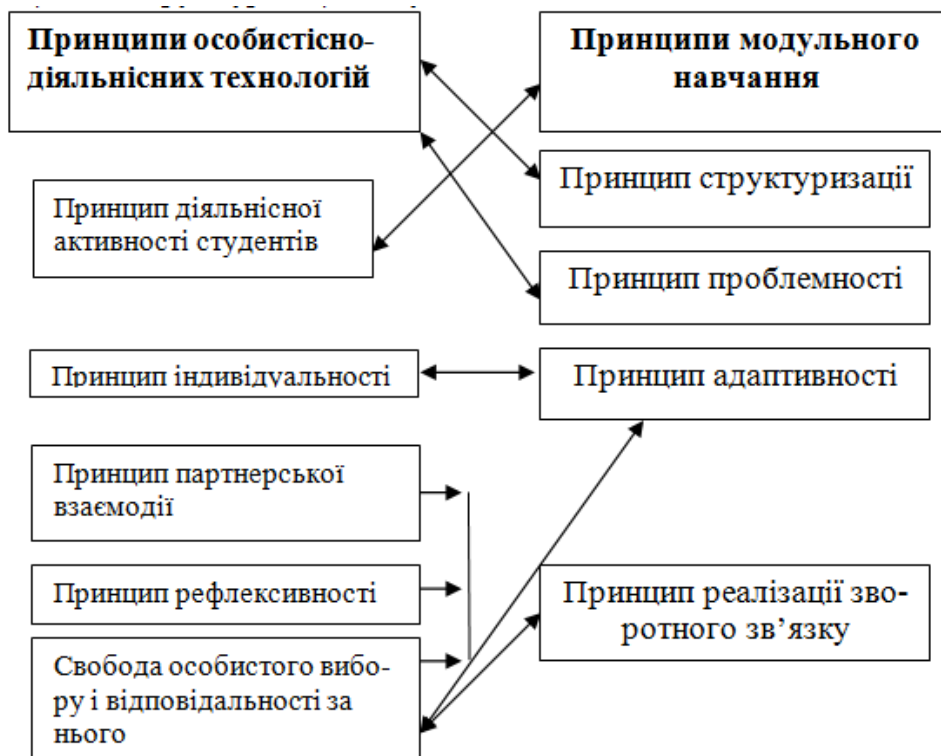 Принципи особистісно-
діяльнісних технологій
Принципи модульного
навчання
Принцип діяльнісної
активності студентів
Принцип структуризації
Принцип проблемності
Принцип індивідуальності
Принцип адаптивності
Принцип партнерської
взаємодії
Принцип рефлексивності
Принцип реалізації зво-
ротного зв’язку
Свобода особистого вибо-
ру і відповідальності за
нього